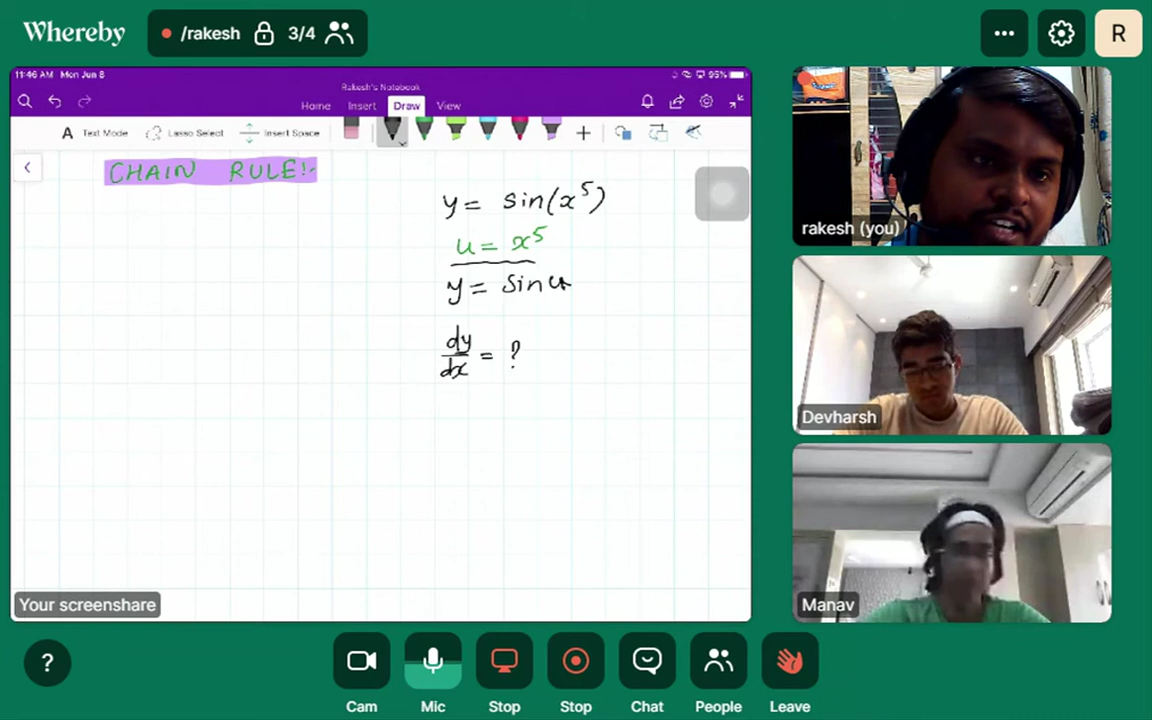 Whereby
/rakesh 3/4
R
11:46 AM Mon Jun 8
95%
Rakesh's Notebook
Home Insert Draw View
A Text Mode Lasso Select Insert Space
CHAIN RULE!-
y = sin(x⁵)
u = x⁵
y = sin u
dy/dx = ?
Your screenshare
rakesh (you)
Devharsh
Manav
?
Cam Mic Stop Stop Chat People Leave